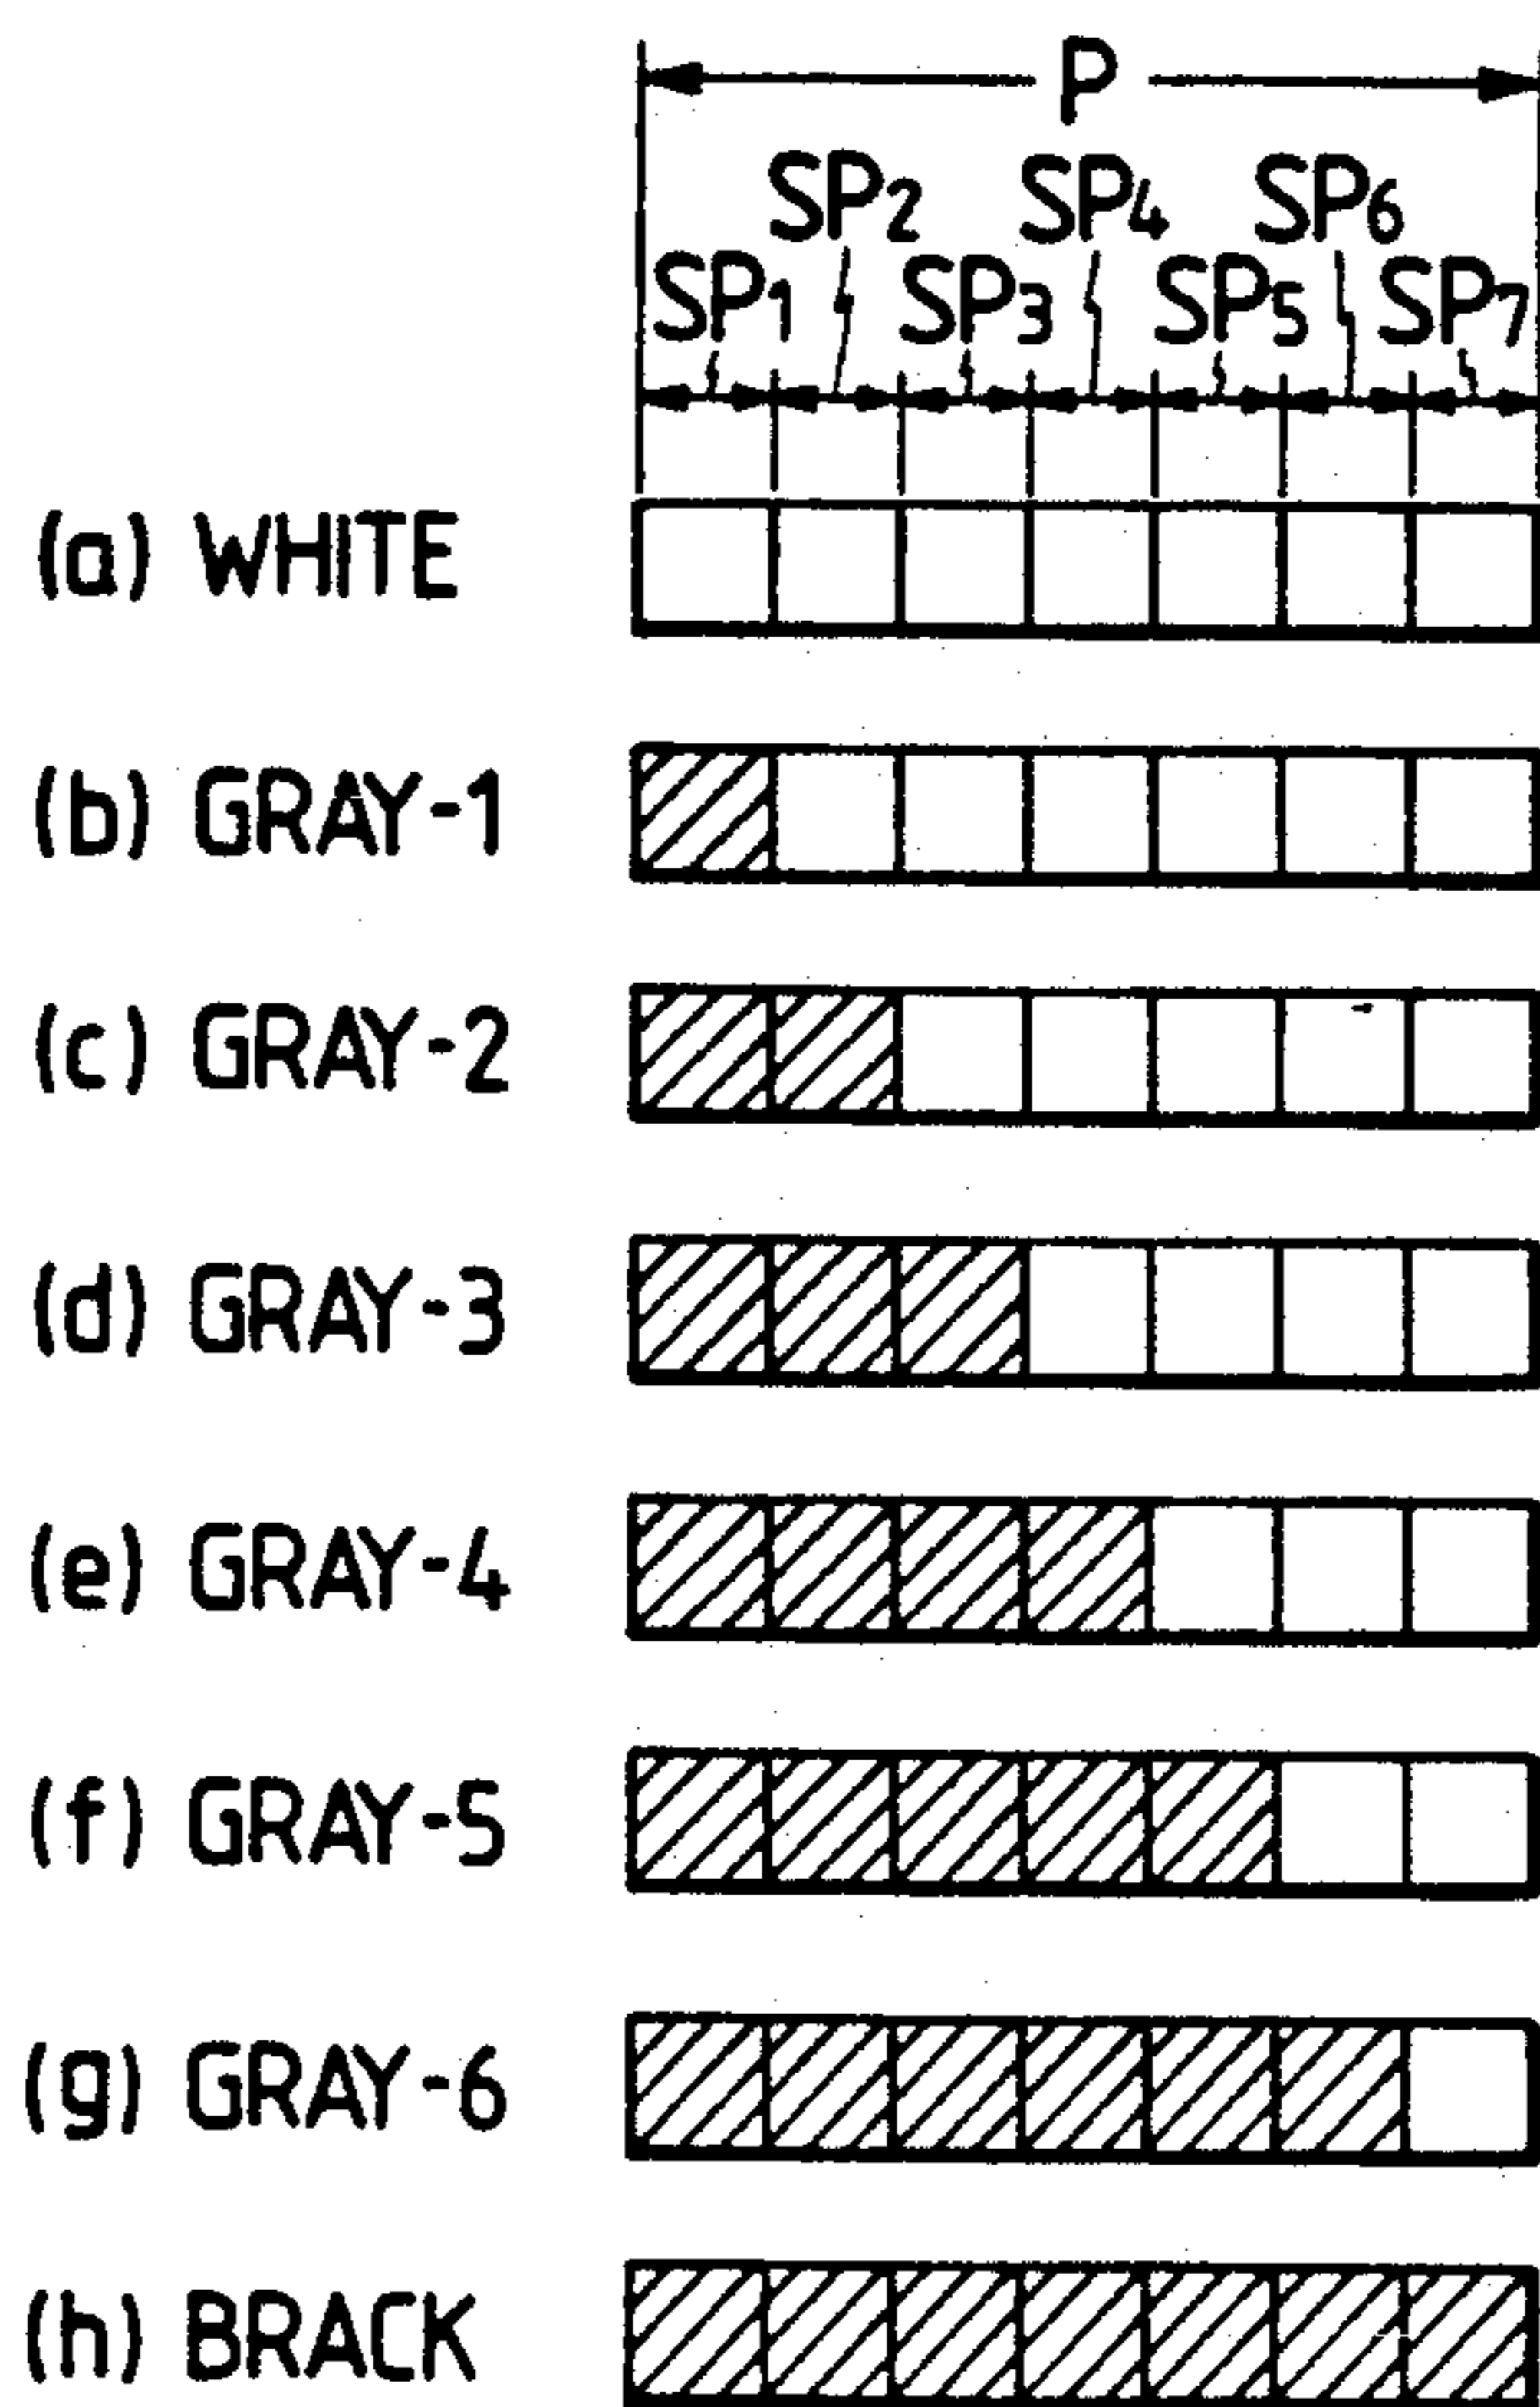 P
SP2 SP4 SP6
SP1 SP3 SP5 SP7
(a) WHITE
(b) GRAY-1
(c) GRAY-2
(d) GRAY-3
(e) GRAY-4
(f) GRAY-5
(g) GRAY-6
(h) BRACK